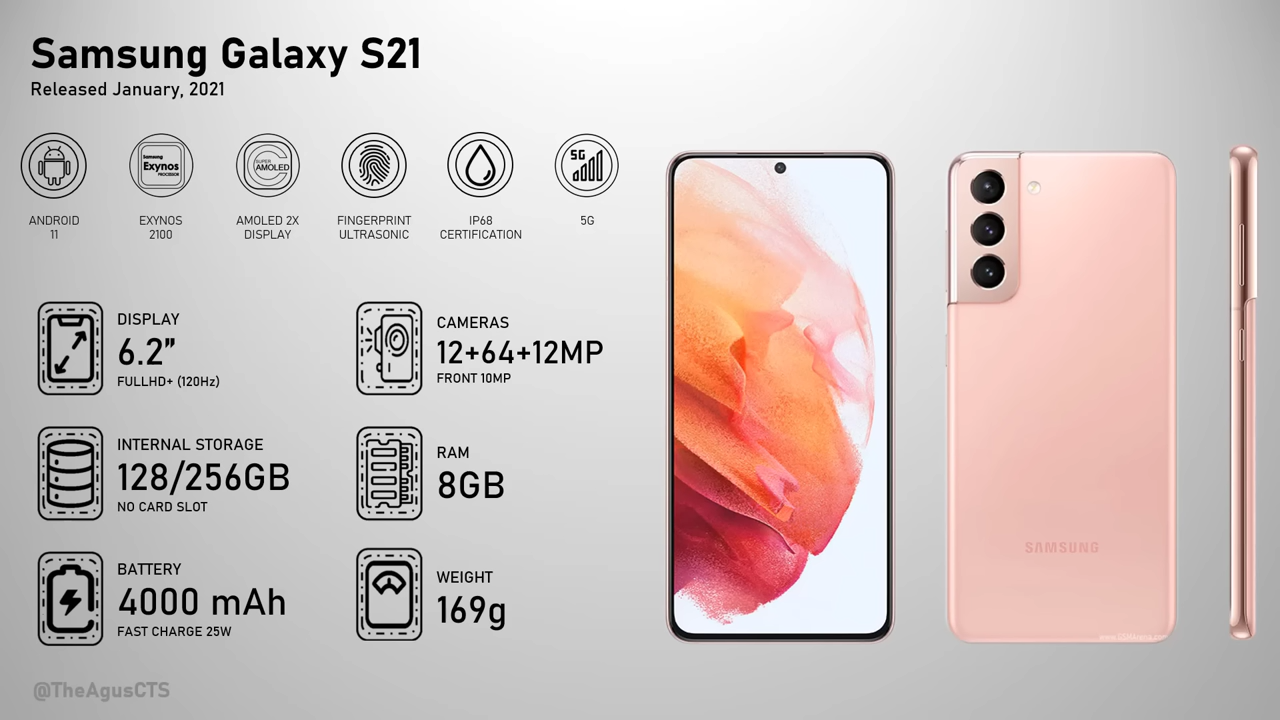 Samsung Galaxy S21
Released January, 2021
Samsung
Exynos
PROCESSOR
SUPER
AMOLED
5G
ANDROID
11
EXYNOS
2100
AMOLED 2X
DISPLAY
FINGERPRINT
ULTRASONIC
IP68
CERTIFICATION
5G
DISPLAY
6.2”
FULLHD+ (120Hz)
CAMERAS
12+64+12MP
FRONT 10MP
INTERNAL STORAGE
128/256GB
NO CARD SLOT
RAM
8GB
BATTERY
4000 mAh
FAST CHARGE 25W
WEIGHT
169g
SAMSUNG
@TheAgusCTS